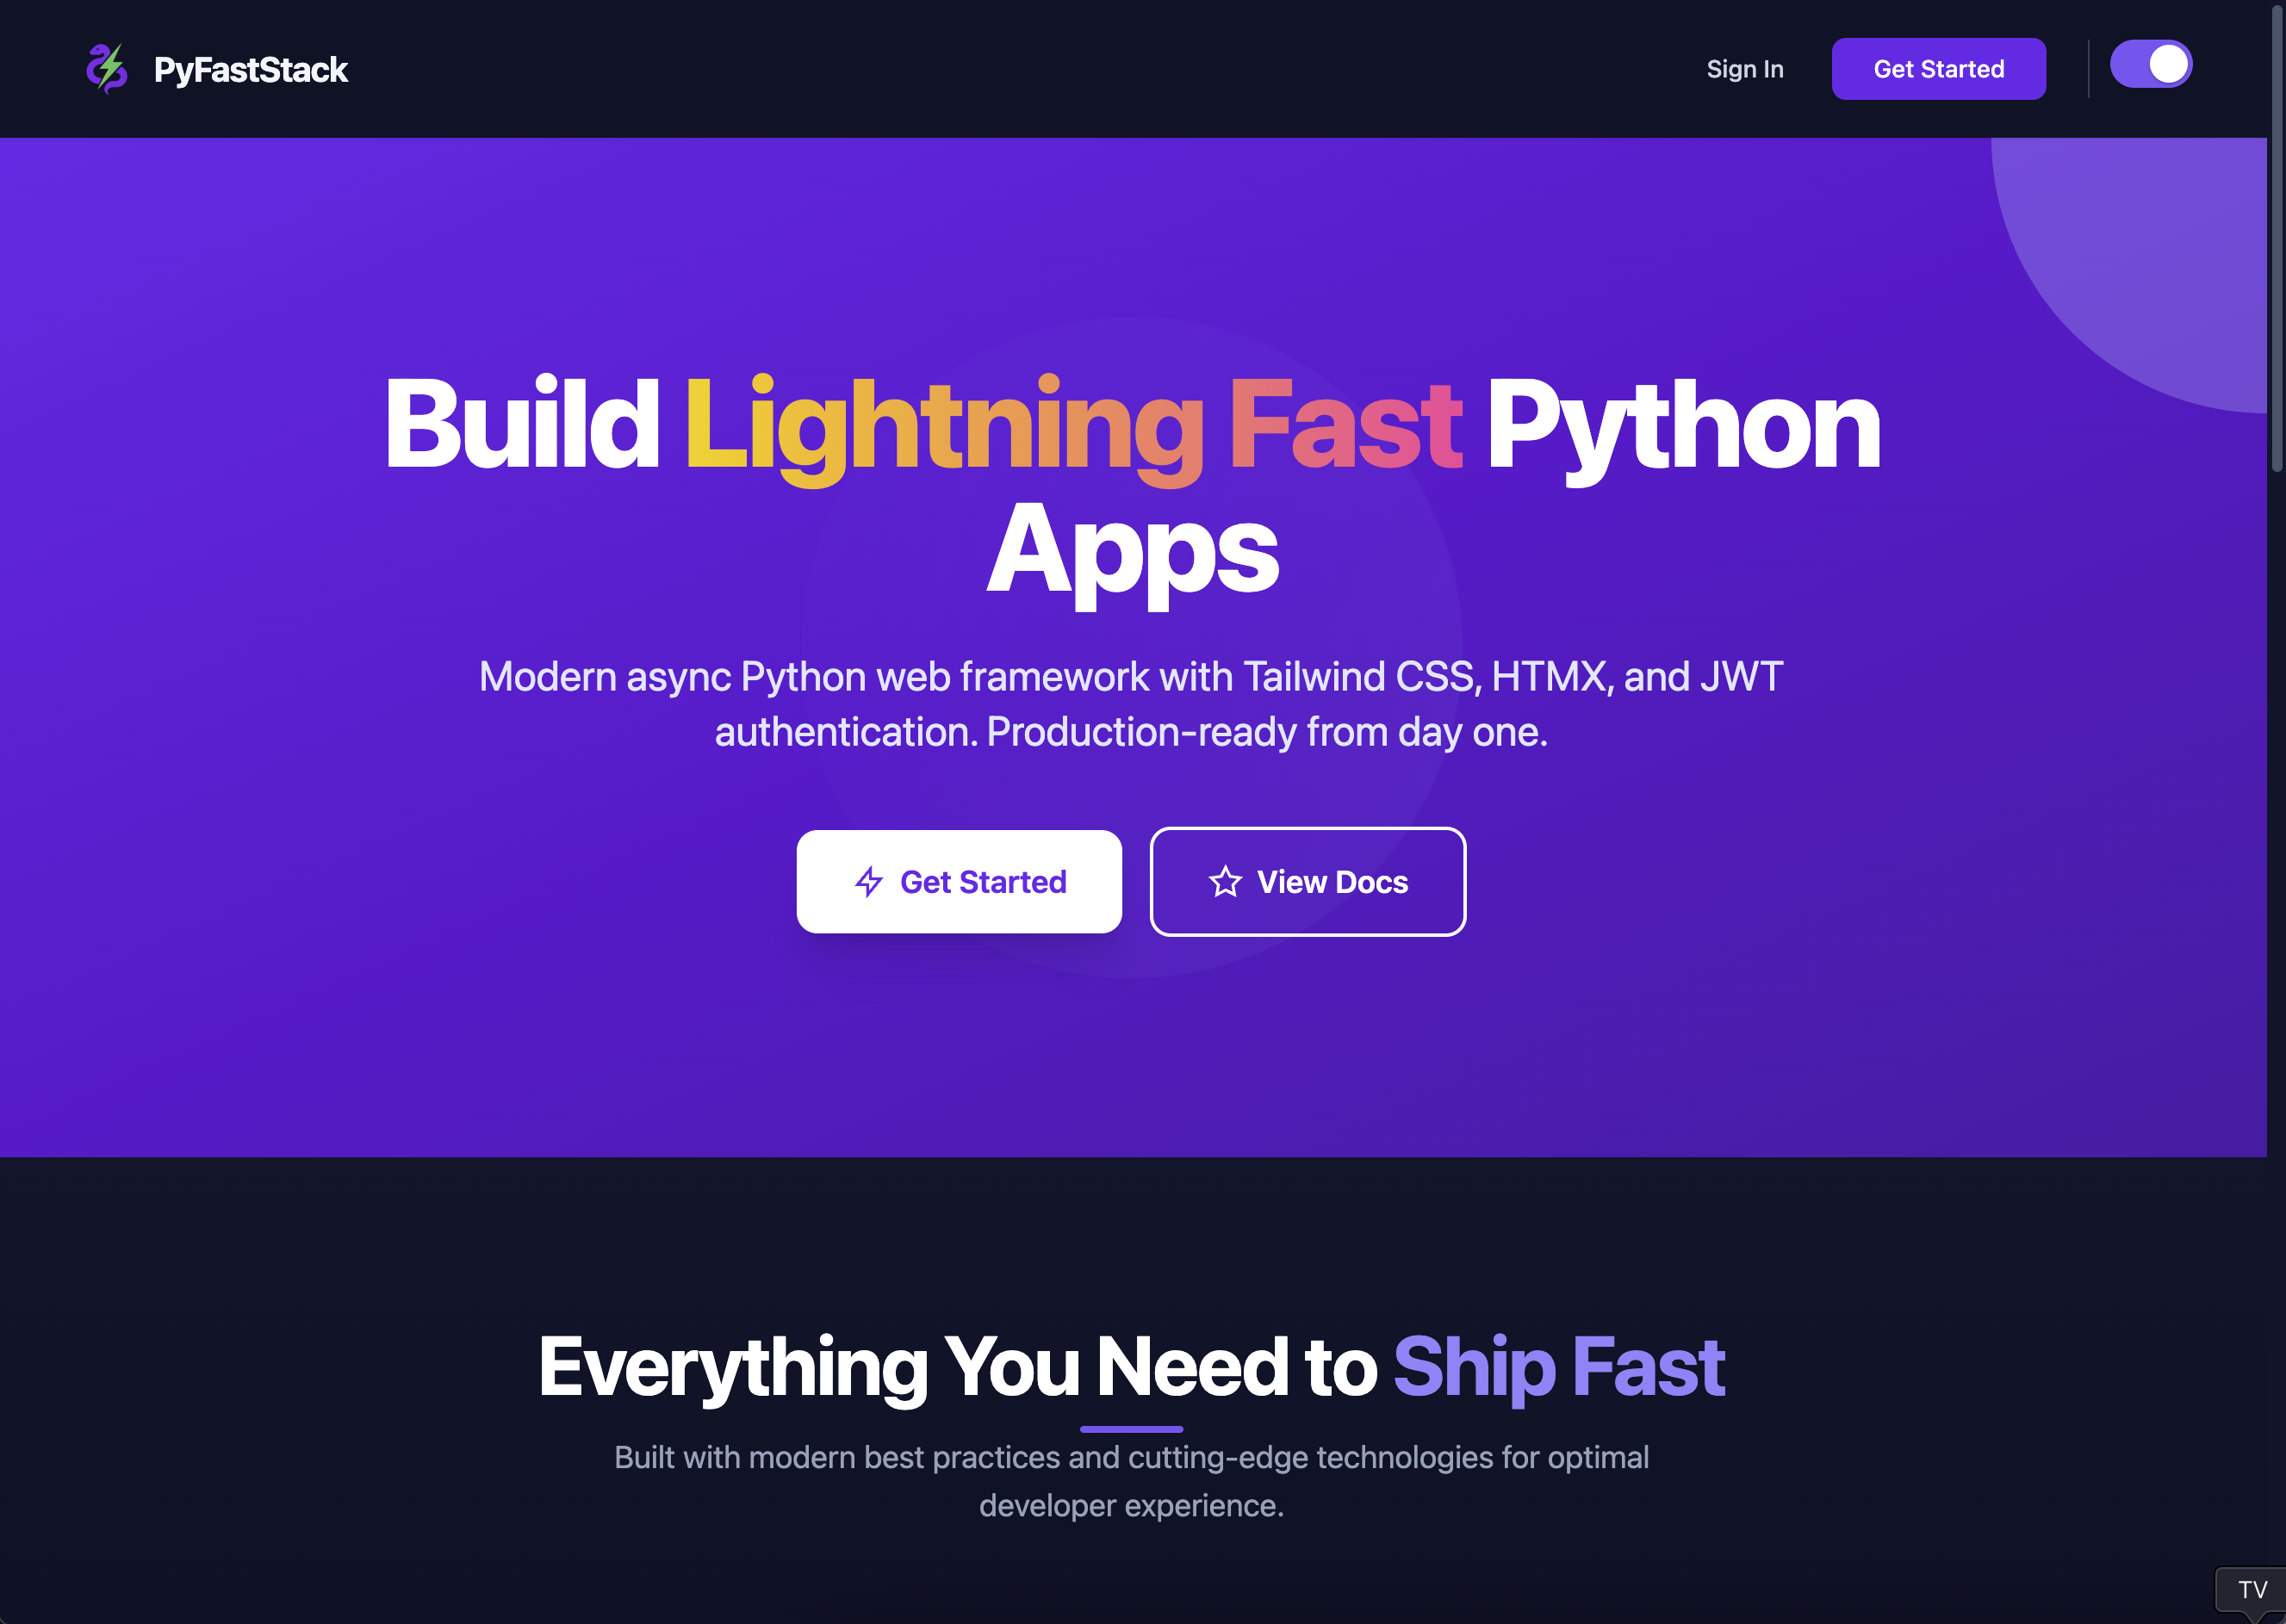 PyFastStack
Sign In
Get Started
Build Lightning Fast Python
Apps
Modern async Python web framework with Tailwind CSS, HTMX, and JWT
authentication. Production-ready from day one.
Get Started
View Docs
Everything You Need to Ship Fast
Built with modern best practices and cutting-edge technologies for optimal
developer experience.
TV